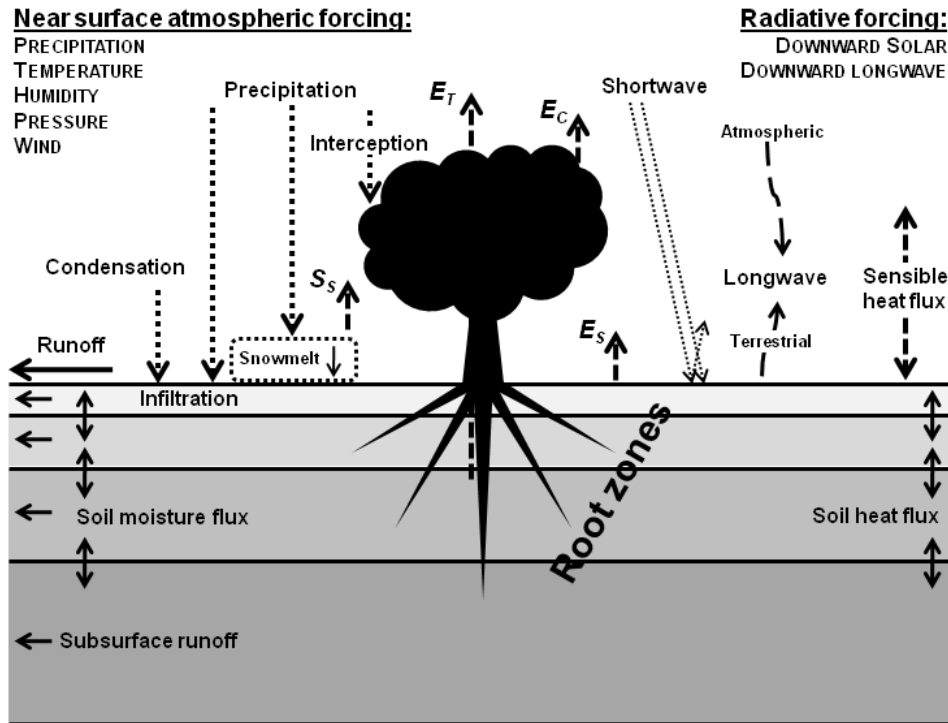 Near surface atmospheric forcing:
PRECIPITATION
TEMPERATURE
HUMIDITY
PRESSURE
WIND
Radiative forcing:
DOWNWARD SOLAR
DOWNWARD LONGWAVE
Precipitation
Interception
E_T
E_C
Shortwave
Atmospheric
Condensation
S_S
Longwave
Sensible
heat flux
Runoff
Snowmelt
E_S
Terrestrial
Infiltration
Root zones
Soil moisture flux
Soil heat flux
Subsurface runoff